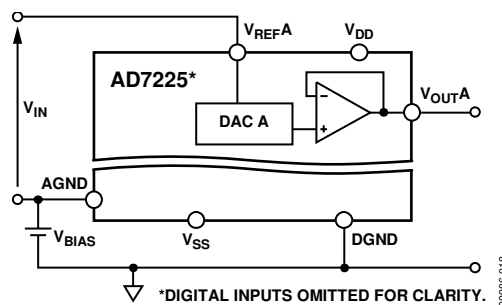 VREFA
VDD
AD7225*
VOUTA
VIN
DAC A
−
+
AGND
VBIAS
VSS
DGND
*DIGITAL INPUTS OMITTED FOR CLARITY.